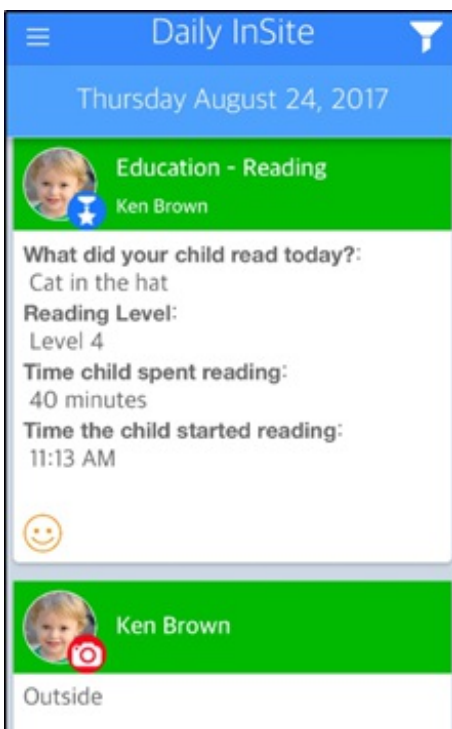 Daily InSite
Thursday August 24, 2017
Education - Reading
Ken Brown
What did your child read today?:
Cat in the hat
Reading Level:
Level 4
Time child spent reading:
40 minutes
Time the child started reading:
11:13 AM
Ken Brown
Outside